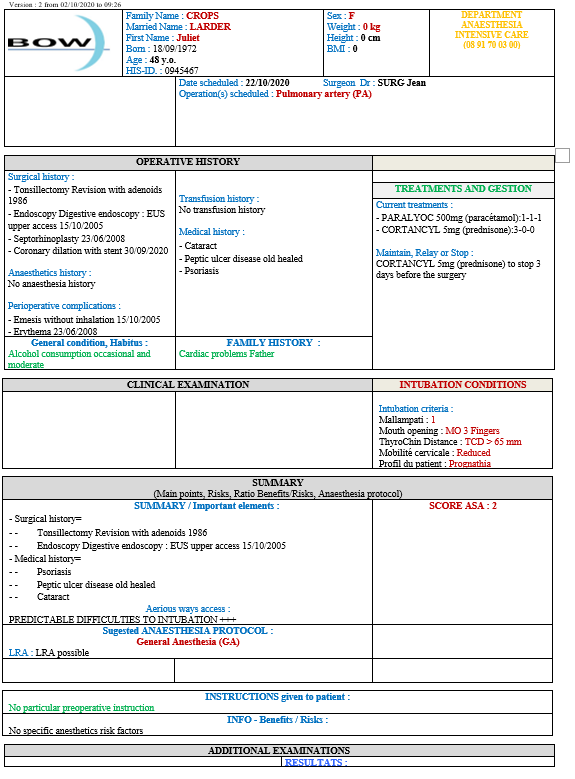 Version : 2 from 02/10/2020 to 09:26
BOW
Family Name : CROPS
Married Name : LARDER
First Name : Juliet
Born : 18/09/1972
Age : 48 y.o.
HIS-ID. : 0945467
Sex : F
Weight : 0 kg
Height : 0 cm
BMI : 0
DEPARTMENT
ANAESTHESIA
INTENSIVE CARE
(08 91 70 03 00)
Date scheduled : 22/10/2020 Surgeon Dr : SURG Jean
Operation(s) scheduled : Pulmonary artery (PA)
OPERATIVE HISTORY
Surgical history :
- Tonsillectomy Revision with adenoids
1986
- Endoscopy Digestive endoscopy : EUS
upper access 15/10/2005
- Septorhinoplasty 23/06/2008
- Coronary dilation with stent 30/09/2020
Anaesthetics history :
No anaesthesia history
Perioperative complications :
- Emesis without inhalation 15/10/2005
- Erythema 23/06/2008
Transfusion history :
No transfusion history
Medical history :
- Cataract
- Peptic ulcer disease old healed
- Psoriasis
TREATMENTS AND GESTION
Current treatments :
- PARALYOC 500mg (paracétamol):1-1-1
- CORTANCYL 5mg (prednisone):3-0-0
Maintain, Relay or Stop :
CORTANCYL 5mg (prednisone) to stop 3
days before the surgery
General condition, Habitus :
Alcohol consumption occasional and
moderate
FAMILY HISTORY :
Cardiac problems Father
CLINICAL EXAMINATION
INTUBATION CONDITIONS
Intubation criteria :
Mallampati : 1
Mouth opening : MO 3 Fingers
ThyroChin Distance : TCD > 65 mm
Mobilité cervicale : Reduced
Profil du patient : Prognathia
SUMMARY
(Main points, Risks, Ratio Benefits/Risks, Anaesthesia protocol)
SUMMARY / Important elements :
- Surgical history=
- - Tonsillectomy Revision with adenoids 1986
- - Endoscopy Digestive endoscopy : EUS upper access 15/10/2005
- Medical history=
- - Psoriasis
- - Peptic ulcer disease old healed
- - Cataract
Aerious ways access :
PREDICTABLE DIFFICULTIES TO INTUBATION +++
SCORE ASA : 2
Sugested ANAESTHESIA PROTOCOL :
General Anesthesia (GA)
LRA : LRA possible
INSTRUCTIONS given to patient :
No particular preoperative instruction
INFO - Benefits / Risks :
No specific anesthetics risk factors
ADDITIONAL EXAMINATIONS
RESULTATS :